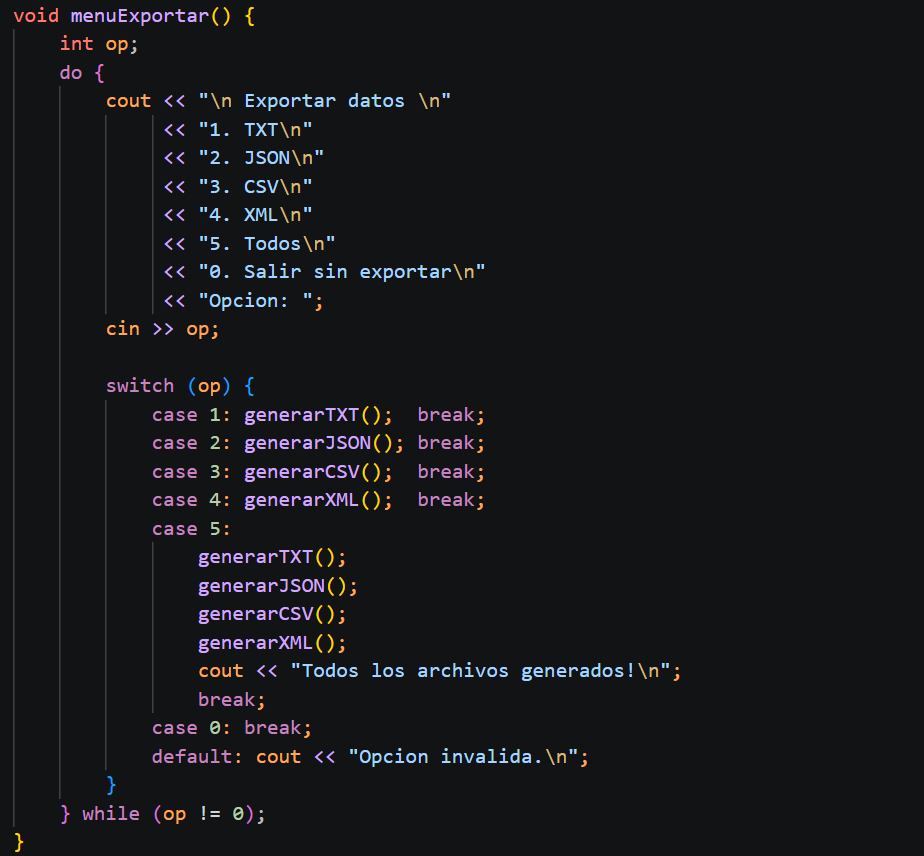 void menuExportar() {
    int op;
    do {
        cout << "\n Exportar datos \n"
             << "1. TXT\n"
             << "2. JSON\n"
             << "3. CSV\n"
             << "4. XML\n"
             << "5. Todos\n"
             << "0. Salir sin exportar\n"
             << "Opcion: ";
        cin >> op;

        switch (op) {
            case 1: generarTXT();  break;
            case 2: generarJSON(); break;
            case 3: generarCSV();  break;
            case 4: generarXML();  break;
            case 5:
                generarTXT();
                generarJSON();
                generarCSV();
                generarXML();
                cout << "Todos los archivos generados!\n";
                break;
            case 0: break;
            default: cout << "Opcion invalida.\n";
        }
    } while (op != 0);
}